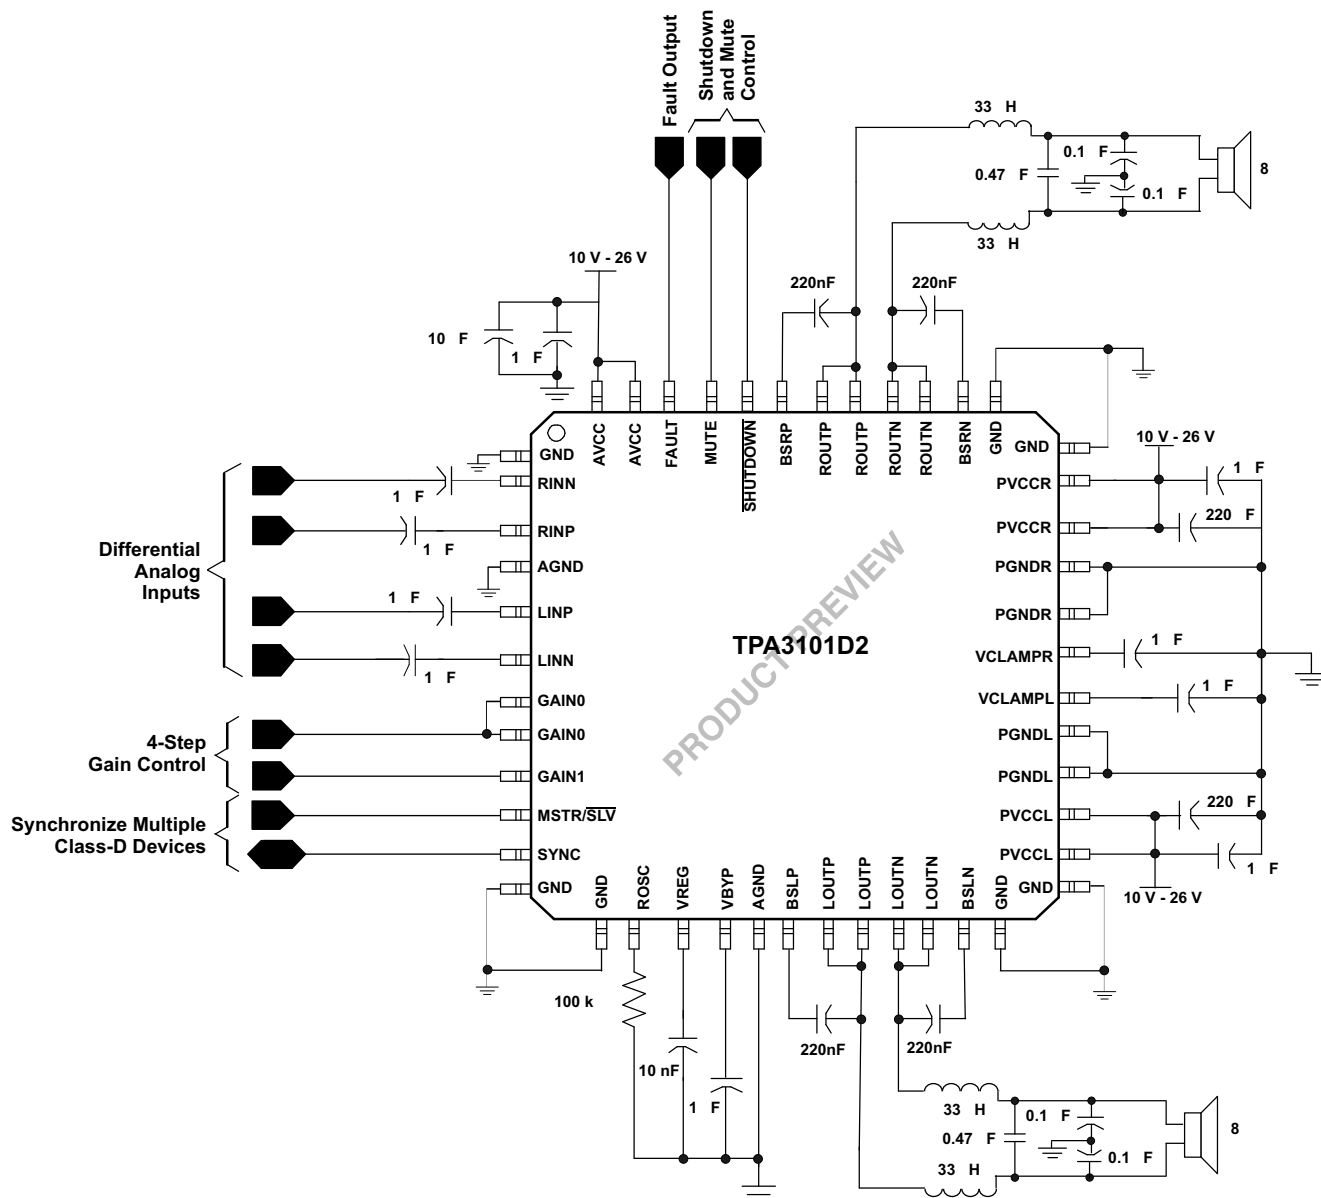 Fault Output
Shutdown
and Mute
Control
33 H
0.1 F
0.47 F
0.1 F
8
33 H
10 V - 26 V
220nF
220nF
10 F
1 F
AVCC
AVCC
FAULT
MUTE
SHUTDOWN
BSRP
ROUTP
ROUTP
ROUTN
ROUTN
BSRN
GND
GND
RINN
RINP
AGND
LINP
LINN
GAIN0
GAIN0
GAIN1
MSTR/SLV
SYNC
GND
1 F
1 F
1 F
1 F
Differential
Analog
Inputs
4-Step
Gain Control
Synchronize Multiple
Class-D Devices
TPA3101D2
PRODUCT PREVIEW
GND
PVCCR
PVCCR
PGNDR
PGNDR
VCLAMPR
VCLAMPL
PGNDL
PGNDL
PVCCL
PVCCL
GND
10 V - 26 V
1 F
220 F
1 F
1 F
220 F
1 F
10 V - 26 V
GND
ROSC
VREG
VBYP
AGND
BSLP
LOUTP
LOUTP
LOUTN
LOUTN
BSLN
GND
100 k
10 nF
1 F
220nF
220nF
33 H
0.1 F
0.47 F
0.1 F
33 H
8